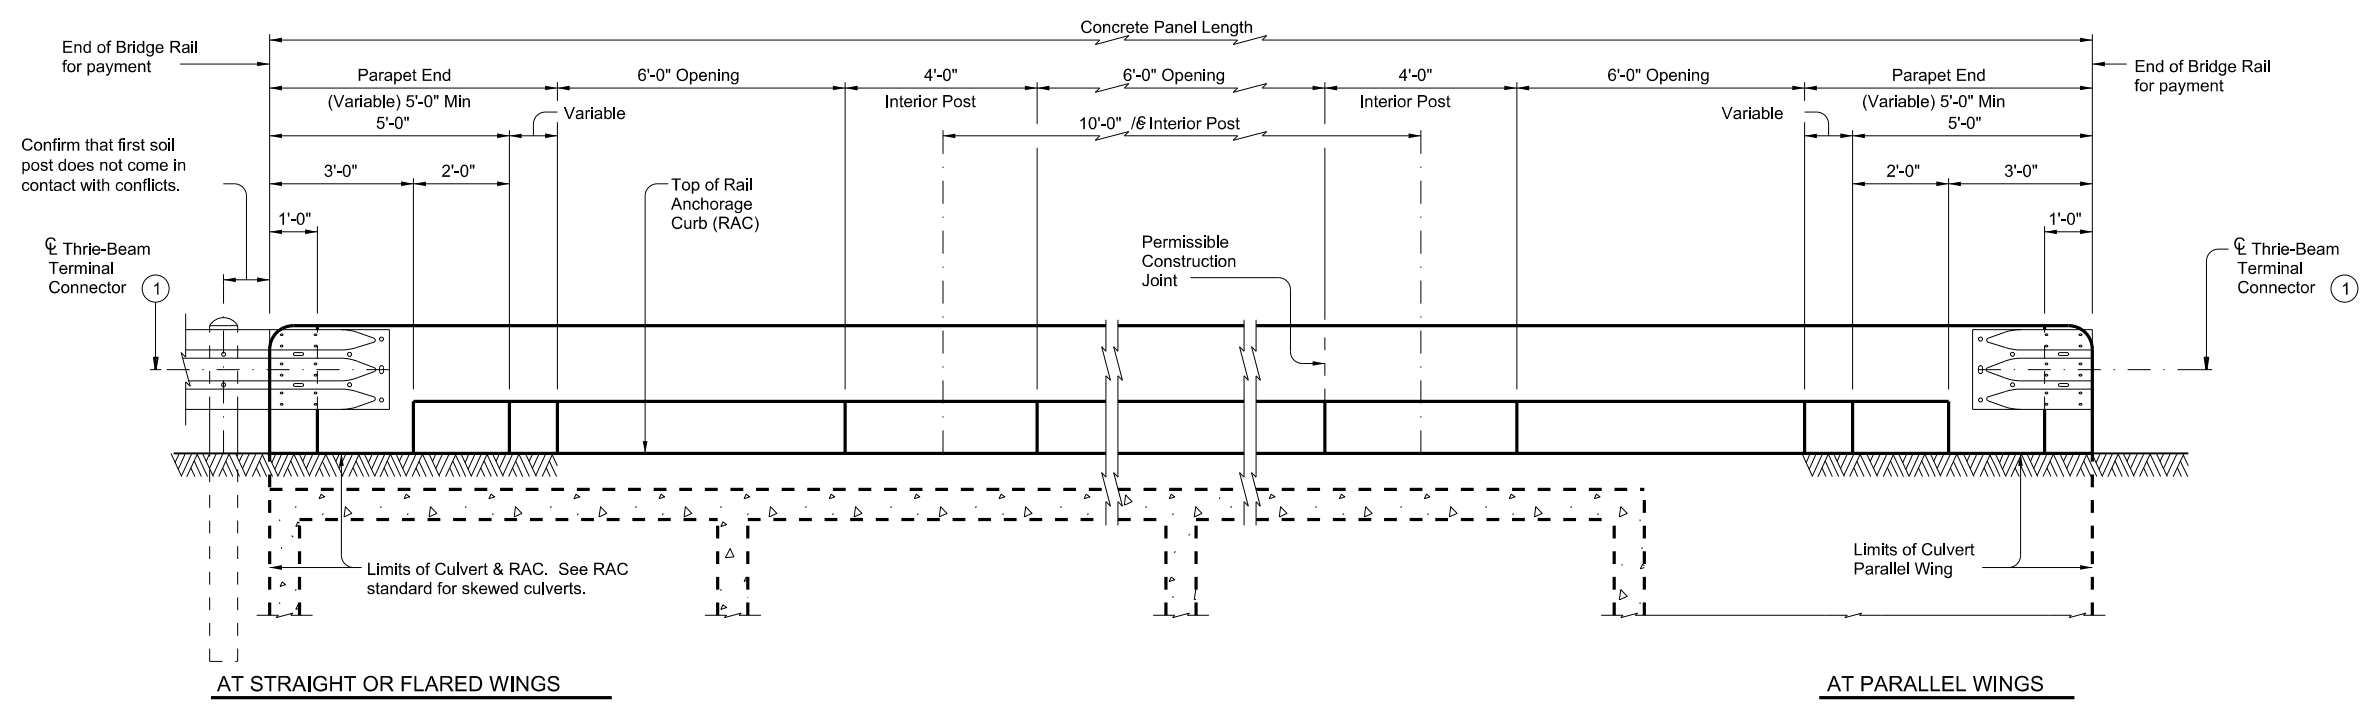 Concrete Panel Length
End of Bridge Rail
for payment
End of Bridge Rail
for payment
Parapet End
(Variable) 5'-0" Min
6'-0" Opening
4'-0"
Interior Post
6'-0" Opening
4'-0"
Interior Post
6'-0" Opening
Parapet End
(Variable) 5'-0" Min
5'-0"
Variable
10'-0" /℄ Interior Post
Variable
5'-0"
Confirm that first soil
post does not come in
contact with conflicts.
3'-0"
2'-0"
Top of Rail
Anchorage
Curb (RAC)
2'-0"
3'-0"
1'-0"
1'-0"
℄ Thrie-Beam
Terminal
Connector 1
Permissible
Construction
Joint
℄ Thrie-Beam
Terminal
Connector 1
Limits of Culvert & RAC. See RAC
standard for skewed culverts.
Limits of Culvert
Parallel Wing
AT STRAIGHT OR FLARED WINGS
AT PARALLEL WINGS